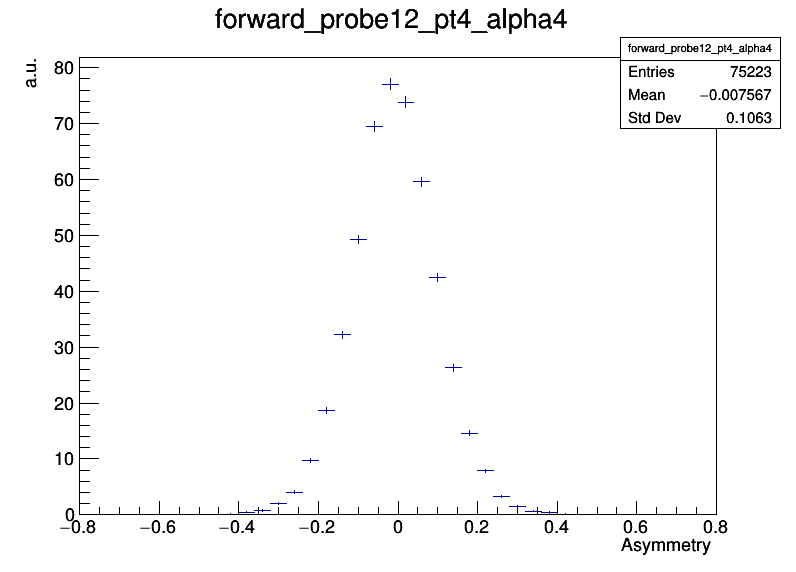 forward_probe12_pt4_alpha4
forward_probe12_pt4_alpha4
Entries 75223
Mean −0.007567
Std Dev 0.1063
a.u.
80
70
60
50
40
30
20
10
0
−0.8 −0.6 −0.4 −0.2 0 0.2 0.4 0.6 0.8
Asymmetry